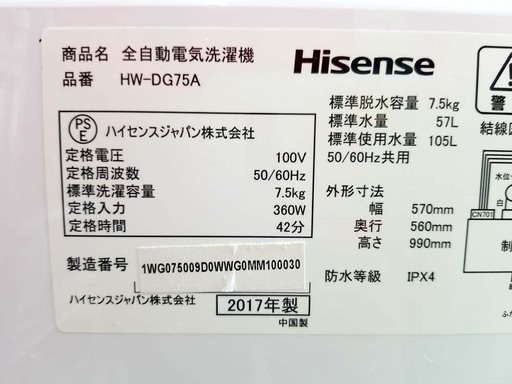 商品名 全自動電気洗濯機
品番 HW-DG75A
PS
E
ハイセンスジャパン株式会社
定格電圧 100V
定格周波数 50/60Hz
標準洗濯容量 7.5kg
定格入力 360W
定格時間 42分
製造番号 1WG075009D0WWG0MM100030
ハイセンスジャパン株式会社 2017年製
中国製
Hisense
標準脱水容量 7.5kg
標準水量 57L
標準使用水量 105L
50/60Hz共用
外形寸法
幅 570mm
奥行 560mm
高さ 990mm
防水等級 IPX4
警
結線図
水位
白
CN701
制